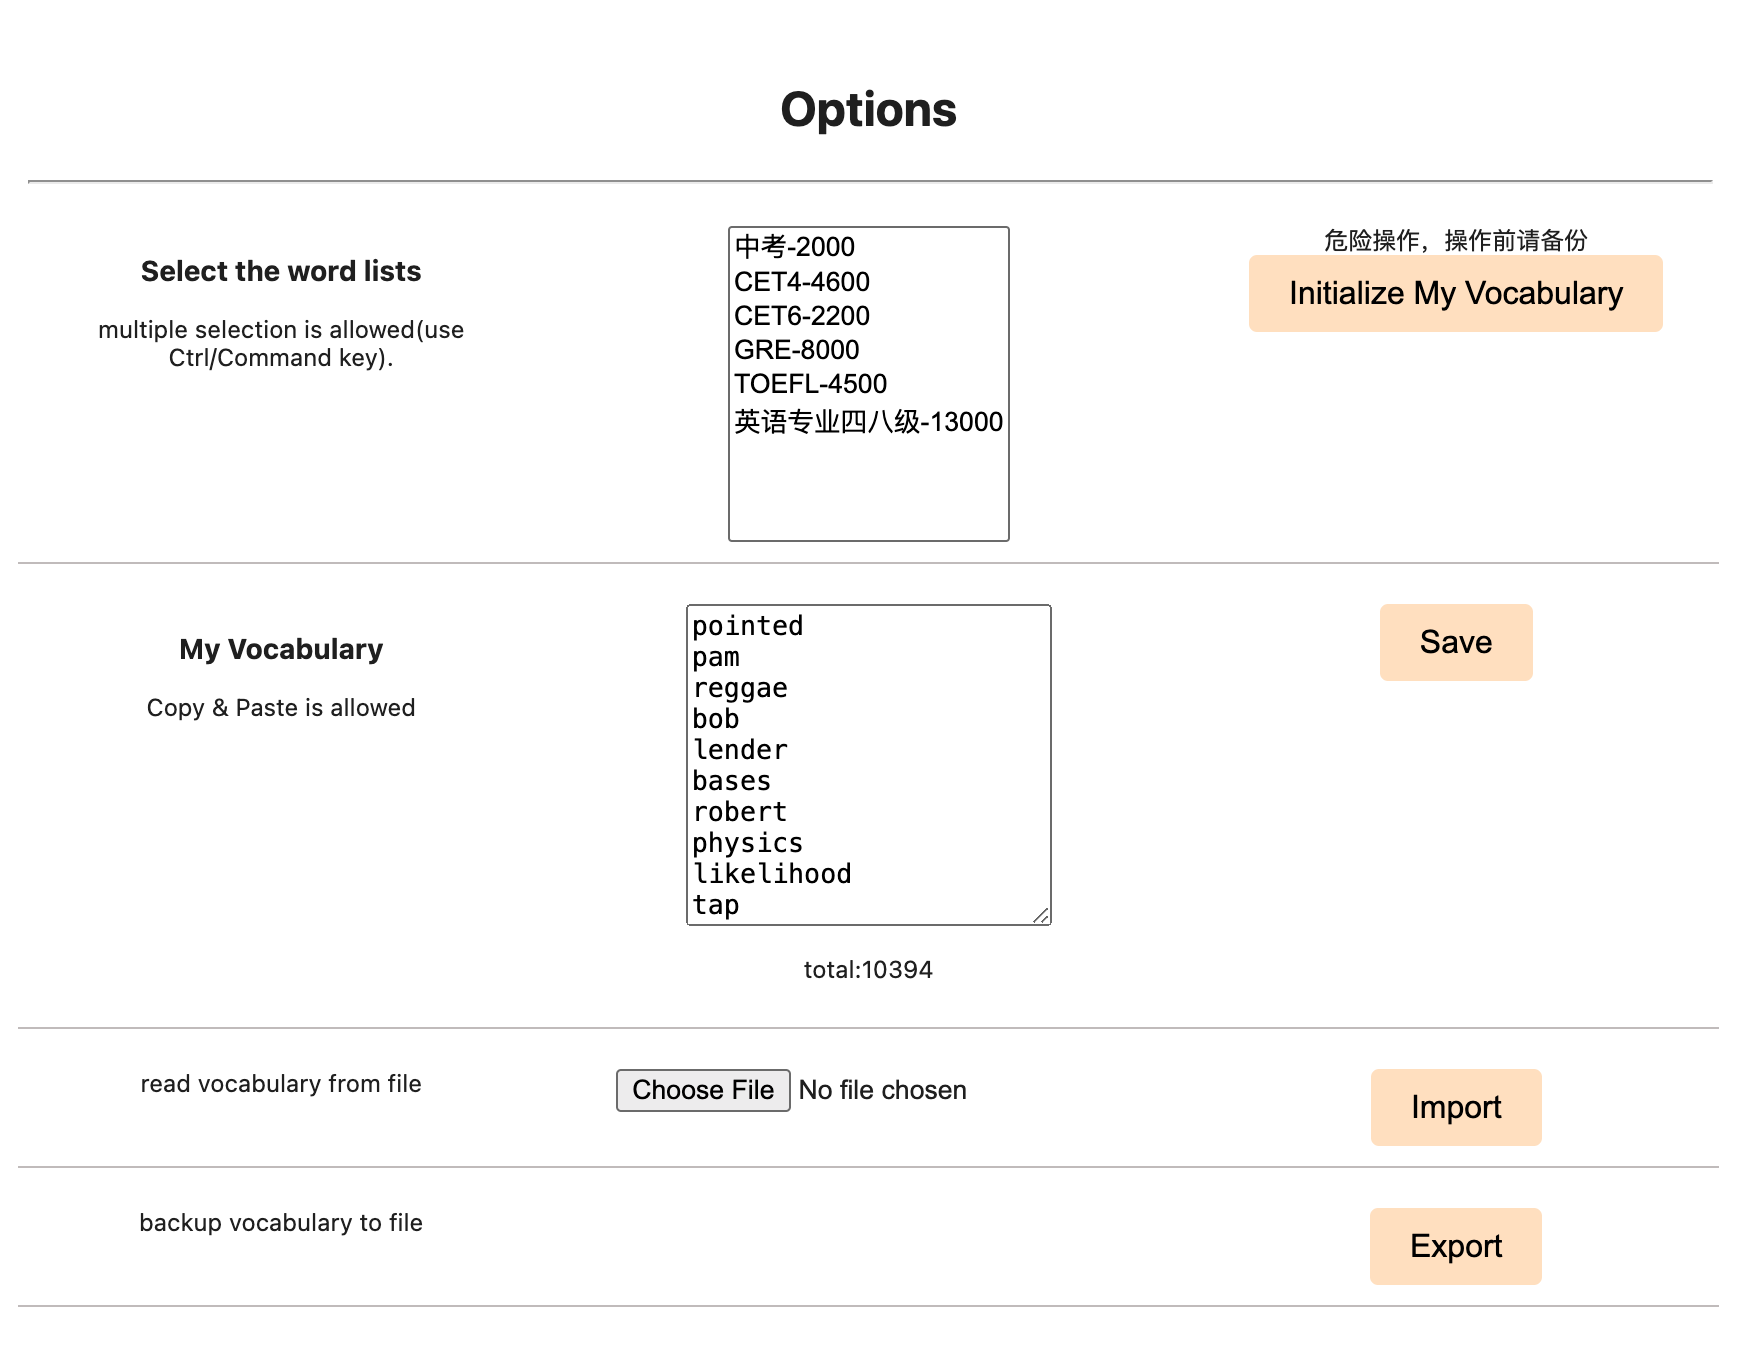 Options
Select the word lists
multiple selection is allowed(use
Ctrl/Command key).
中考-2000
CET4-4600
CET6-2200
GRE-8000
TOEFL-4500
英语专业四八级-13000
危险操作，操作前请备份
Initialize My Vocabulary
My Vocabulary
Copy & Paste is allowed
pointed
pam
reggae
bob
lender
bases
robert
physics
likelihood
tap
total:10394
Save
read vocabulary from file
Choose File No file chosen
Import
backup vocabulary to file
Export